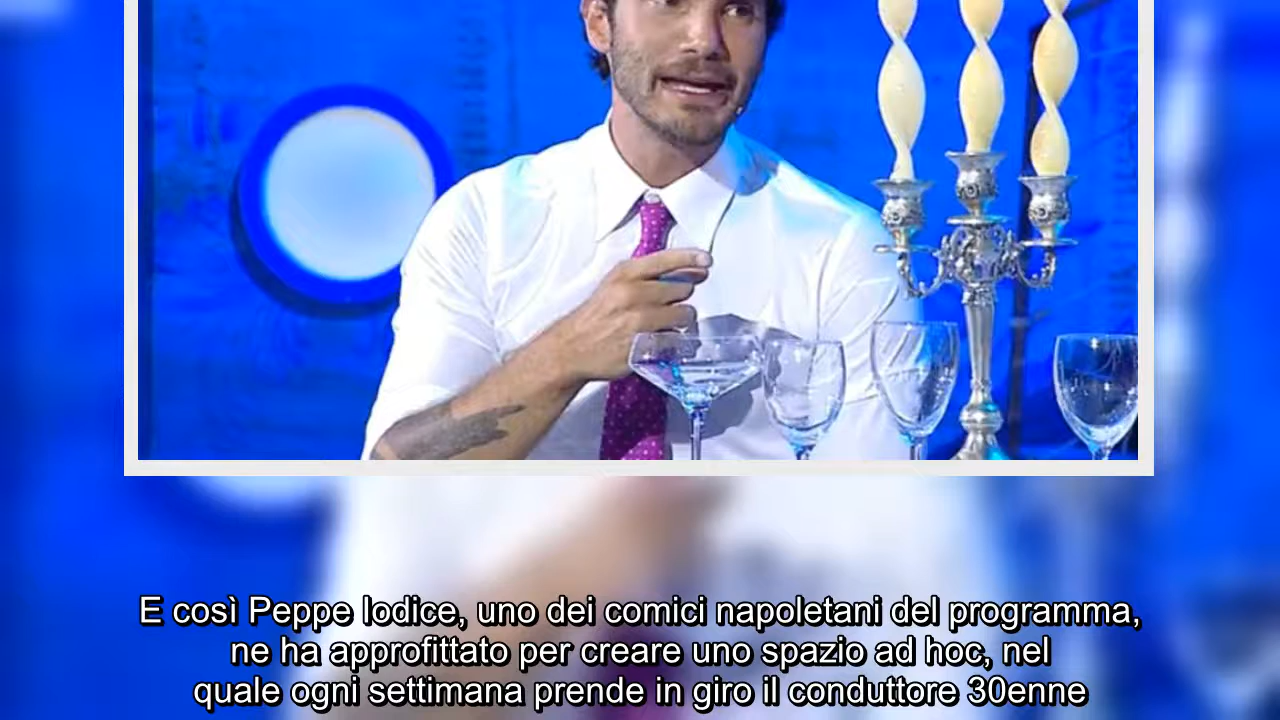 E così Peppe Iodice, uno dei comici napoletani del programma,
ne ha approfittato per creare uno spazio ad hoc, nel
quale ogni settimana prende in giro il conduttore 30enne